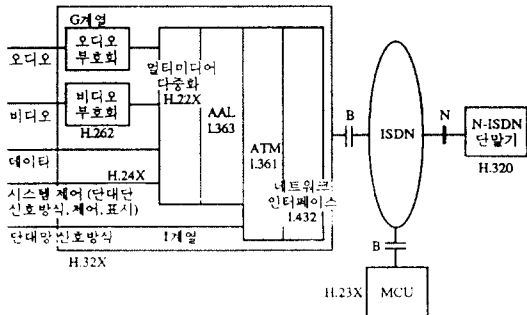 G계열
오디오
부호화
오디오
멀티미디어
다중화
H.22X
비디오
부호화
비디오
H.262
AAL
I.363
ATM
I.361
데이타
H.24X
시스템 제어 (단대단
신호방식, 제어, 표시)
네트워크
인터페이스
I.432
단대망 신호방식
I계열
H.32X
B
ISDN
N
N-ISDN
단말기
H.320
B
H.23X
MCU